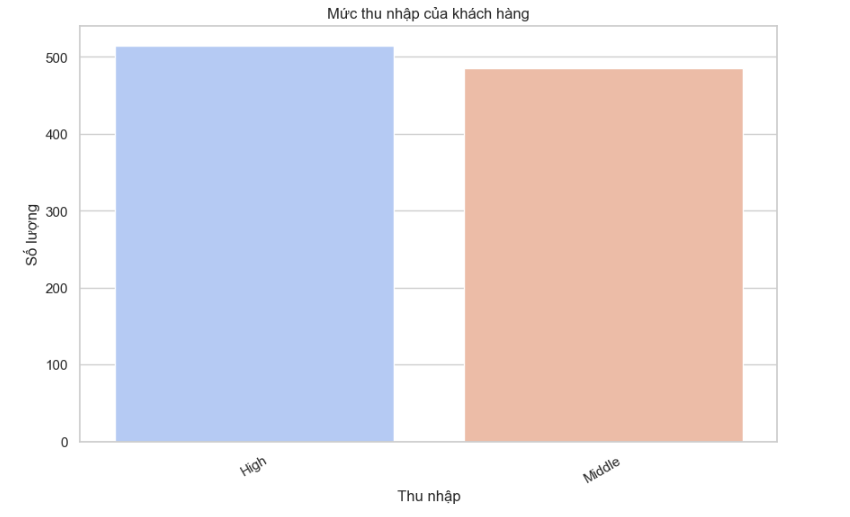 Mức thu nhập của khách hàng
Số lượng
500
400
300
200
100
0
High
Middle
Thu nhập